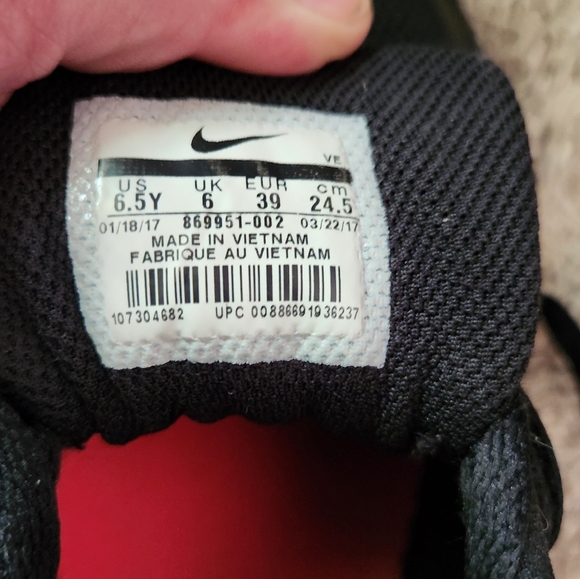 VE
US UK EUR cm
6.5Y 6 39 24.5
01/18/17 869951-002 03/22/17
MADE IN VIETNAM
FABRIQUE AU VIETNAM
107304682 UPC 00886691936237